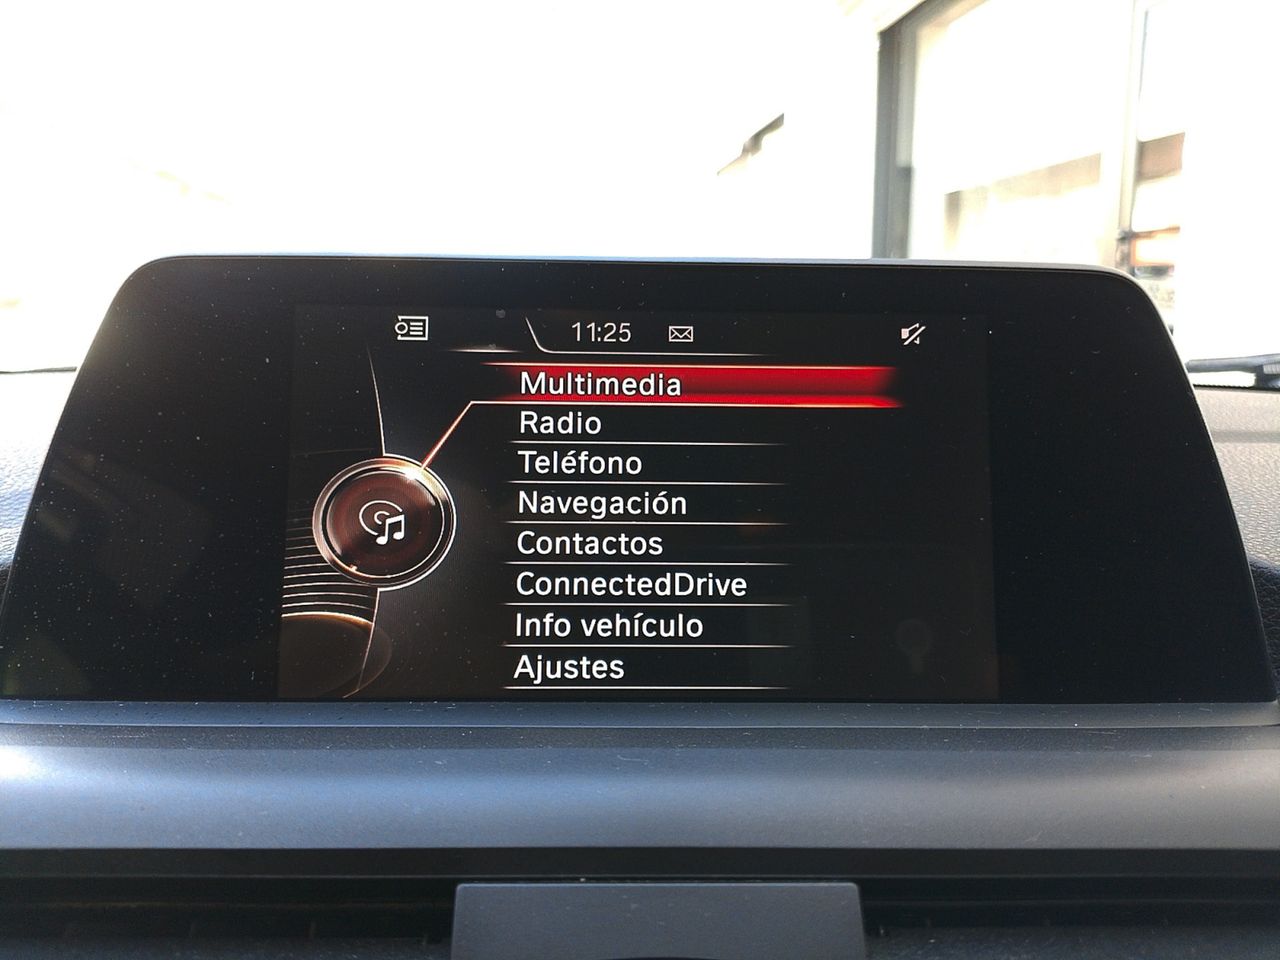 11:25
Multimedia
Radio
Teléfono
Navegación
Contactos
ConnectedDrive
Info vehículo
Ajustes